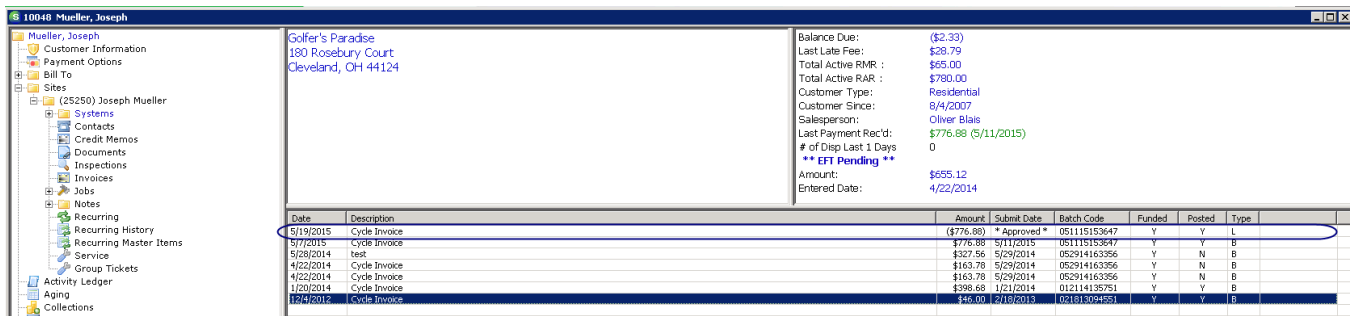 10048 Mueller, Joseph
Mueller, Joseph
Customer Information
Payment Options
Bill To
Sites
(25250) Joseph Mueller
Systems
Contacts
Credit Memos
Documents
Inspections
Invoices
Jobs
Notes
Recurring
Recurring History
Recurring Master Items
Service
Group Tickets
Activity Ledger
Aging
Collections
Golfer's Paradise
180 Rosebury Court
Cleveland, OH 44124
Balance Due: ($2.33)
Last Late Fee: $28.79
Total Active RMR : $65.00
Total Active RAR : $780.00
Customer Type: Residential
Customer Since: 8/4/2007
Salesperson: Oliver Blais
Last Payment Rec'd: $776.88 (5/11/2015)
# of Disp Last 1 Days 0
** EFT Pending **
Amount: $655.12
Entered Date: 4/22/2014
Date Description Amount Submit Date Batch Code Funded Posted Type
5/19/2015 Cycle Invoice ($776.88) * Approved * 051115153647 Y Y L
5/7/2015 Cycle Invoice $776.88 5/11/2015 051115153647 Y Y B
5/28/2014 test $327.56 5/29/2014 052914163356 Y N B
4/22/2014 Cycle Invoice $163.78 5/29/2014 052914163356 Y N B
4/22/2014 Cycle Invoice $163.78 5/29/2014 052914163356 Y N B
1/20/2014 Cycle Invoice $398.68 1/21/2014 012114135751 Y Y B
12/4/2012 Cycle Invoice $46.00 2/18/2013 021813094551 Y Y B